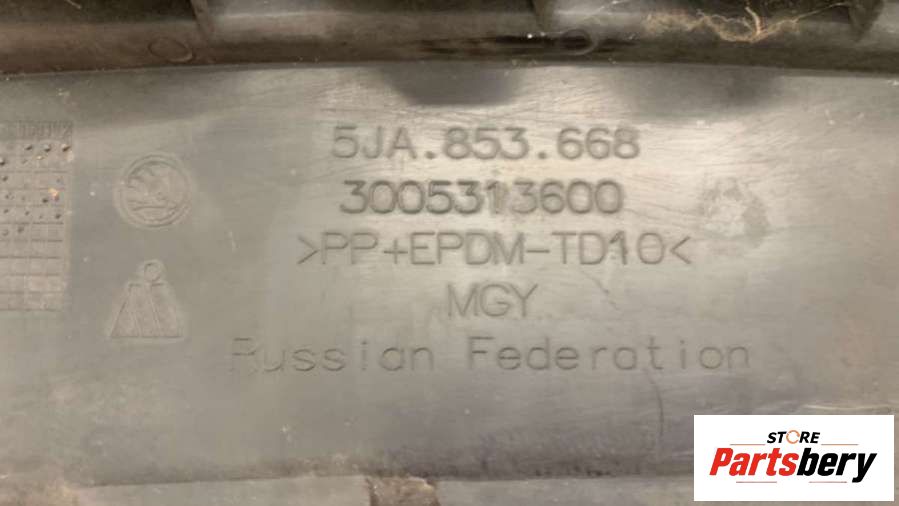 5JA.853.668
3005313600
>PP+EPDM-TD10<
MGY
Russian Federation
STORE
Partsbery